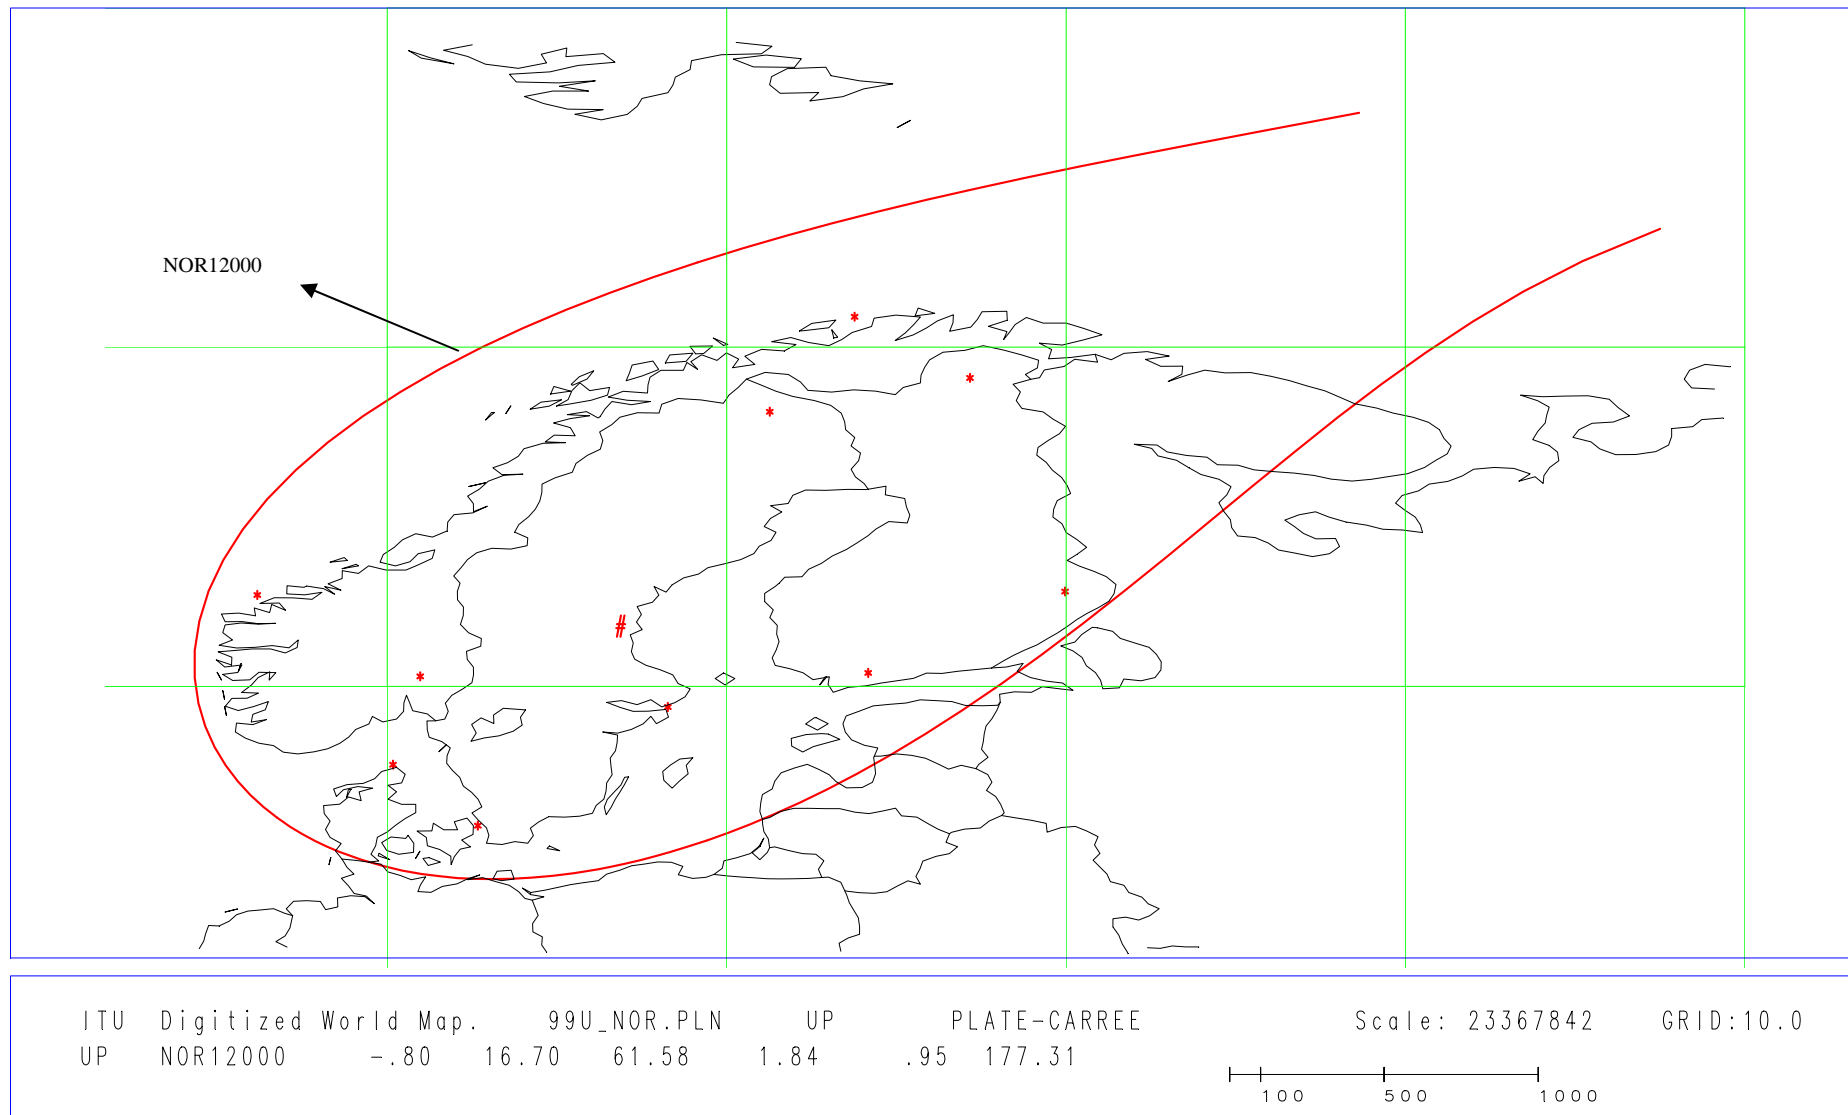 NOR12000
#
ITU Digitized World Map. 99U_NOR.PLN UP PLATE-CARREE Scale: 23367842 GRID:10.0
UP NOR12000 -.80 16.70 61.58 1.84 .95 177.31
100 500 1000